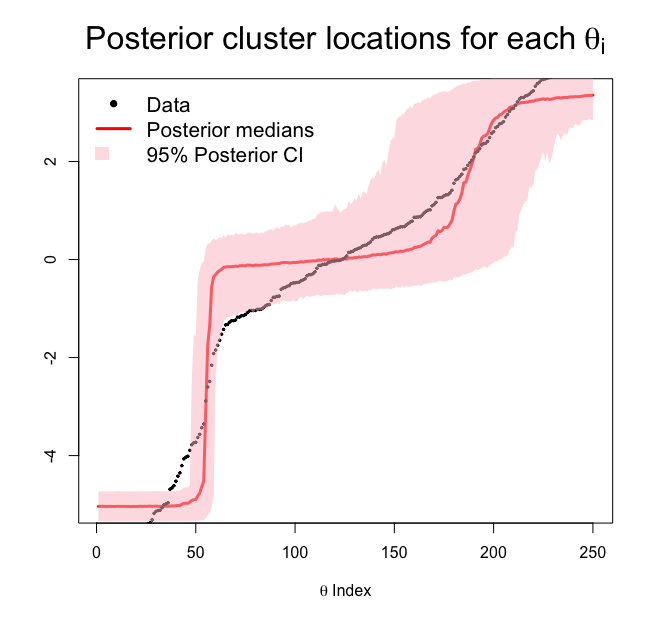 Posterior cluster locations for each θi
Data
Posterior medians
95% Posterior CI
2
0
-2
-4
0 50 100 150 200 250
θ Index